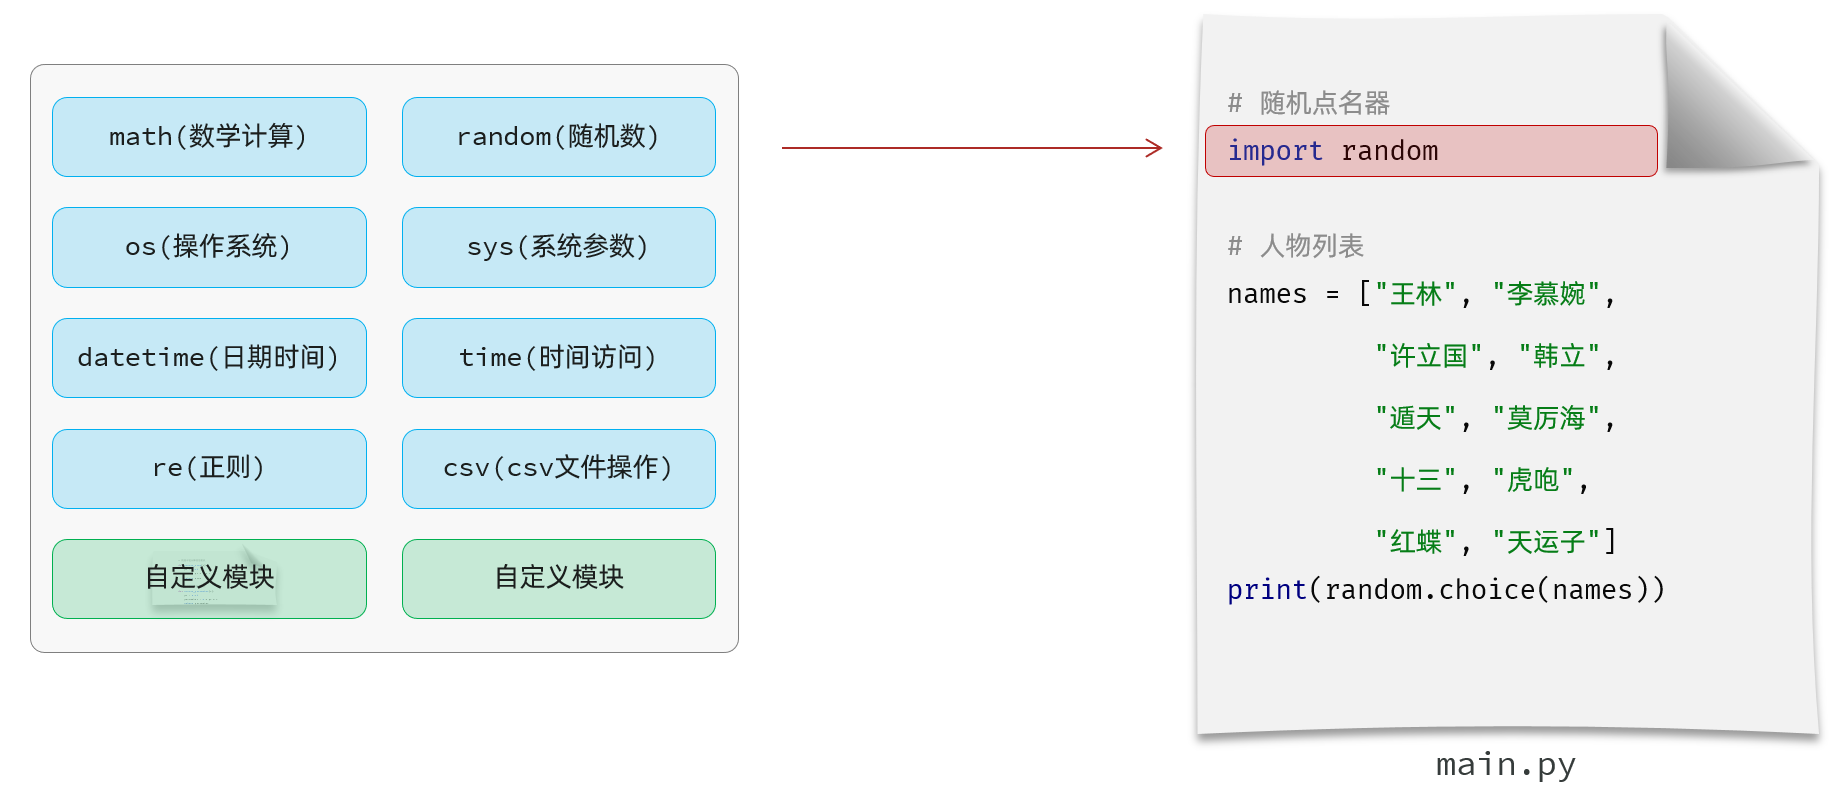 math(数学计算)
random(随机数)
os(操作系统)
sys(系统参数)
datetime(日期时间)
time(时间访问)
re(正则)
csv(csv文件操作)
自定义模块
自定义模块
# 随机点名器
import random
# 人物列表
names = ["王林", "李慕婉",
"许立国", "韩立",
"遁天", "莫厉海",
"十三", "虎咆",
"红蝶", "天运子"]
print(random.choice(names))
main.py